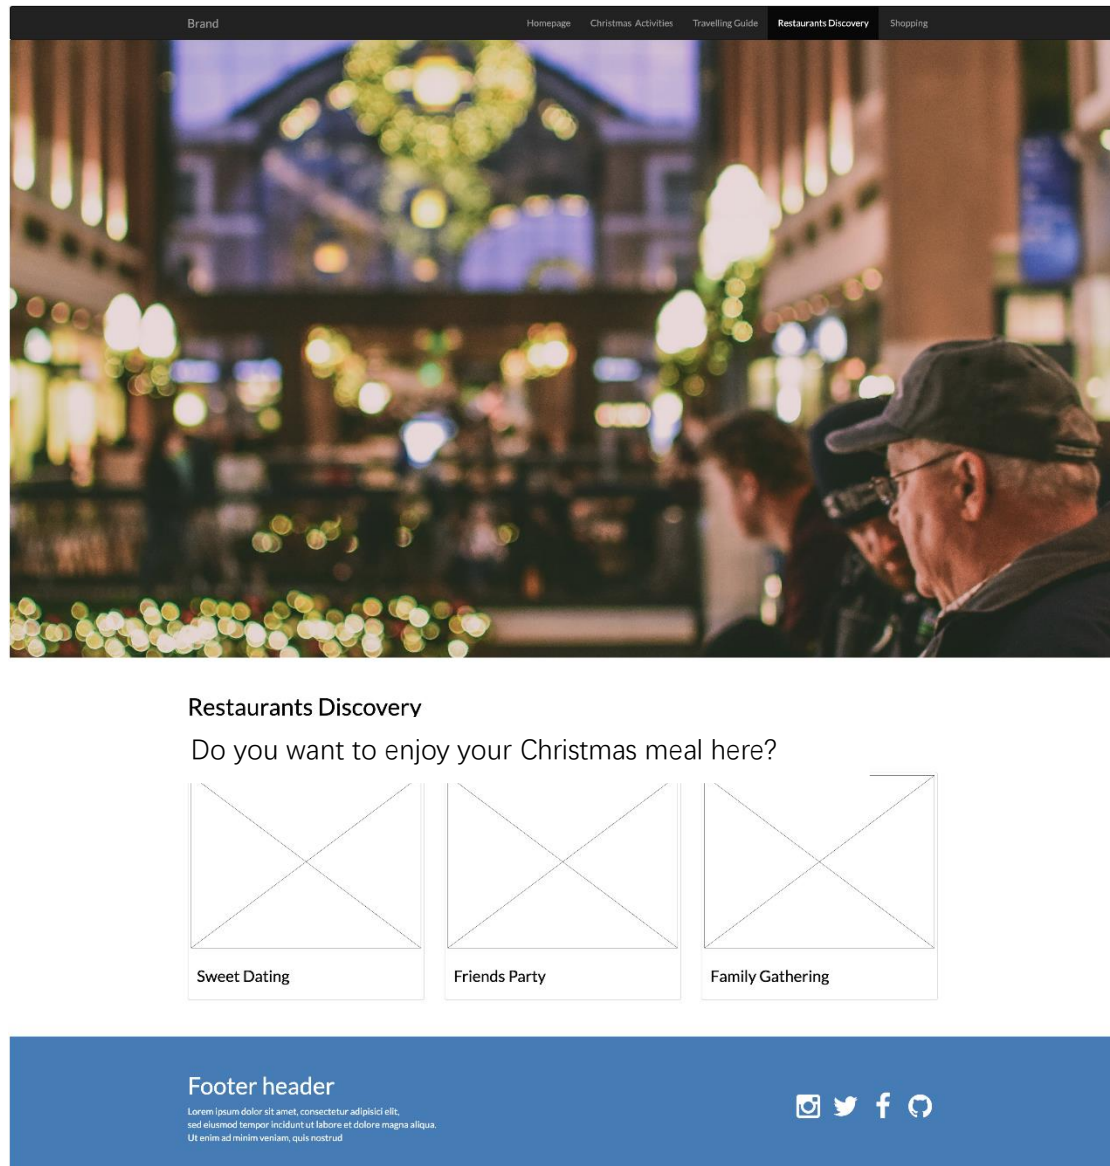 Brand
Homepage Christmas Activities Travelling Guide Restaurants Discovery Shopping
Restaurants Discovery
Do you want to enjoy your Christmas meal here?
Sweet Dating
Friends Party
Family Gathering
Footer header
Lorem ipsum dolor sit amet, consectetur adipisici elit,
sed eiusmod tempor incidunt ut labore et dolore magna aliqua.
Ut enim ad minim veniam, quis nostrud